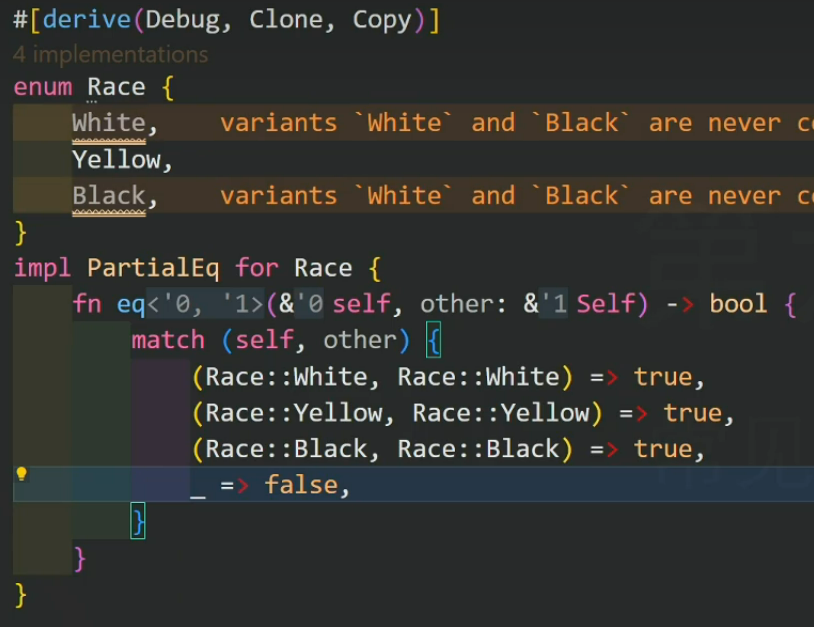 #[derive(Debug, Clone, Copy)]
4 implementations
enum Race {
White,    variants `White` and `Black` are never
Yellow,
Black,    variants `White` and `Black` are never
}
impl PartialEq for Race {
fn eq<'0, '1>(&'0 self, other: &'1 Self) -> bool {
match (self, other) {
(Race::White, Race::White) => true,
(Race::Yellow, Race::Yellow) => true,
(Race::Black, Race::Black) => true,
_ => false,
}
}
}